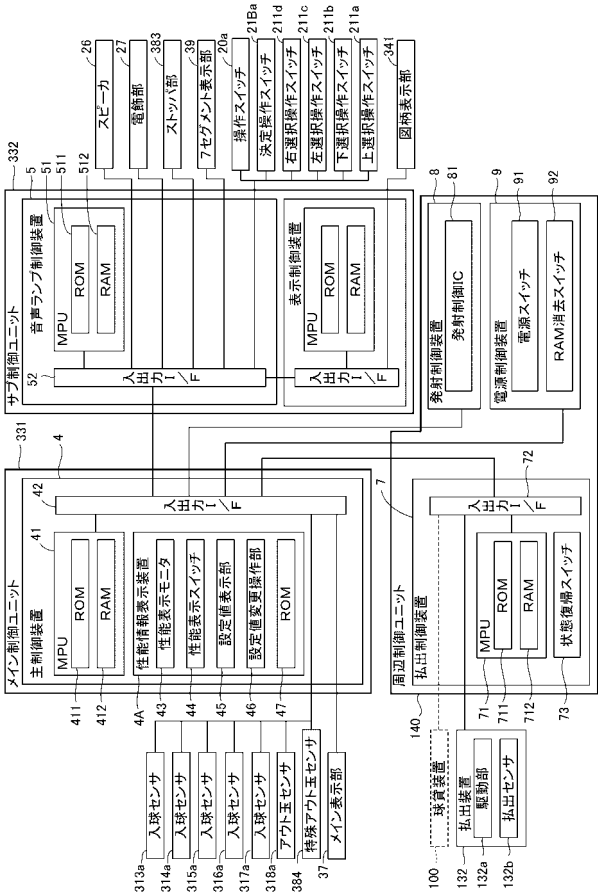 332
サブ制御ユニット
5
音声ランプ制御装置
51
MPU
511
ROM
512
RAM
52
入出力I/F
表示制御装置
MPU
ROM
RAM
入出力I/F
26
スピーカ
27
電飾部
383
ストッパ部
39
7セグメント表示部
20a
操作スイッチ
21Ba
決定操作スイッチ
211d
右選択操作スイッチ
211c
左選択操作スイッチ
211b
下選択操作スイッチ
211a
上選択操作スイッチ
341
図柄表示部
331
メイン制御ユニット
4
主制御装置
41
MPU
411
ROM
412
RAM
42
入出力I/F
4A
性能情報表示装置
43
性能表示モニタ
44
性能表示スイッチ
45
設定値表示部
46
設定値変更操作部
47
ROM
313a
入球センサ
314a
入球センサ
315a
入球センサ
316a
入球センサ
317a
入球センサ
318a
アウト玉センサ
384
特殊アウト玉センサ
37
メイン表示部
8
発射制御装置
81
発射制御IC
9
電源制御装置
91
電源スイッチ
92
RAM消去スイッチ
140
周辺制御ユニット
7
払出制御装置
72
入出力I/F
71
MPU
711
ROM
712
RAM
73
状態復帰スイッチ
100
球貸装置
132
払出装置
132a
駆動部
132b
払出センサ